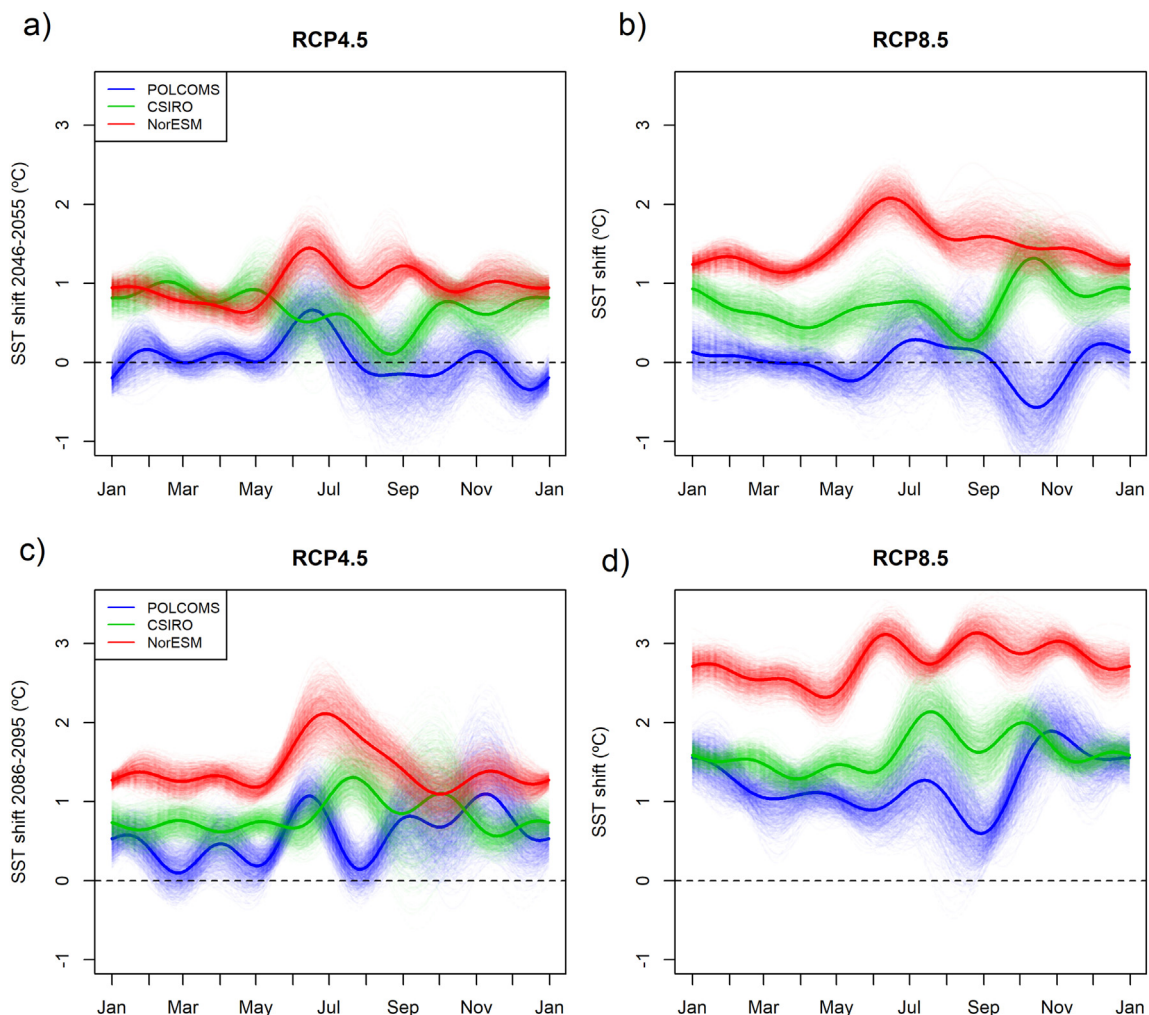 a)
RCP4.5
POLCOMS
CSIRO
NorESM
SST shift 2046-2055 (ºC)
3
2
1
0
-1
Jan Mar May Jul Sep Nov Jan
b)
RCP8.5
SST shift (ºC)
3
2
1
0
-1
Jan Mar May Jul Sep Nov Jan
c)
RCP4.5
POLCOMS
CSIRO
NorESM
SST shift 2086-2095 (ºC)
3
2
1
0
-1
Jan Mar May Jul Sep Nov Jan
d)
RCP8.5
SST shift (ºC)
3
2
1
0
-1
Jan Mar May Jul Sep Nov Jan